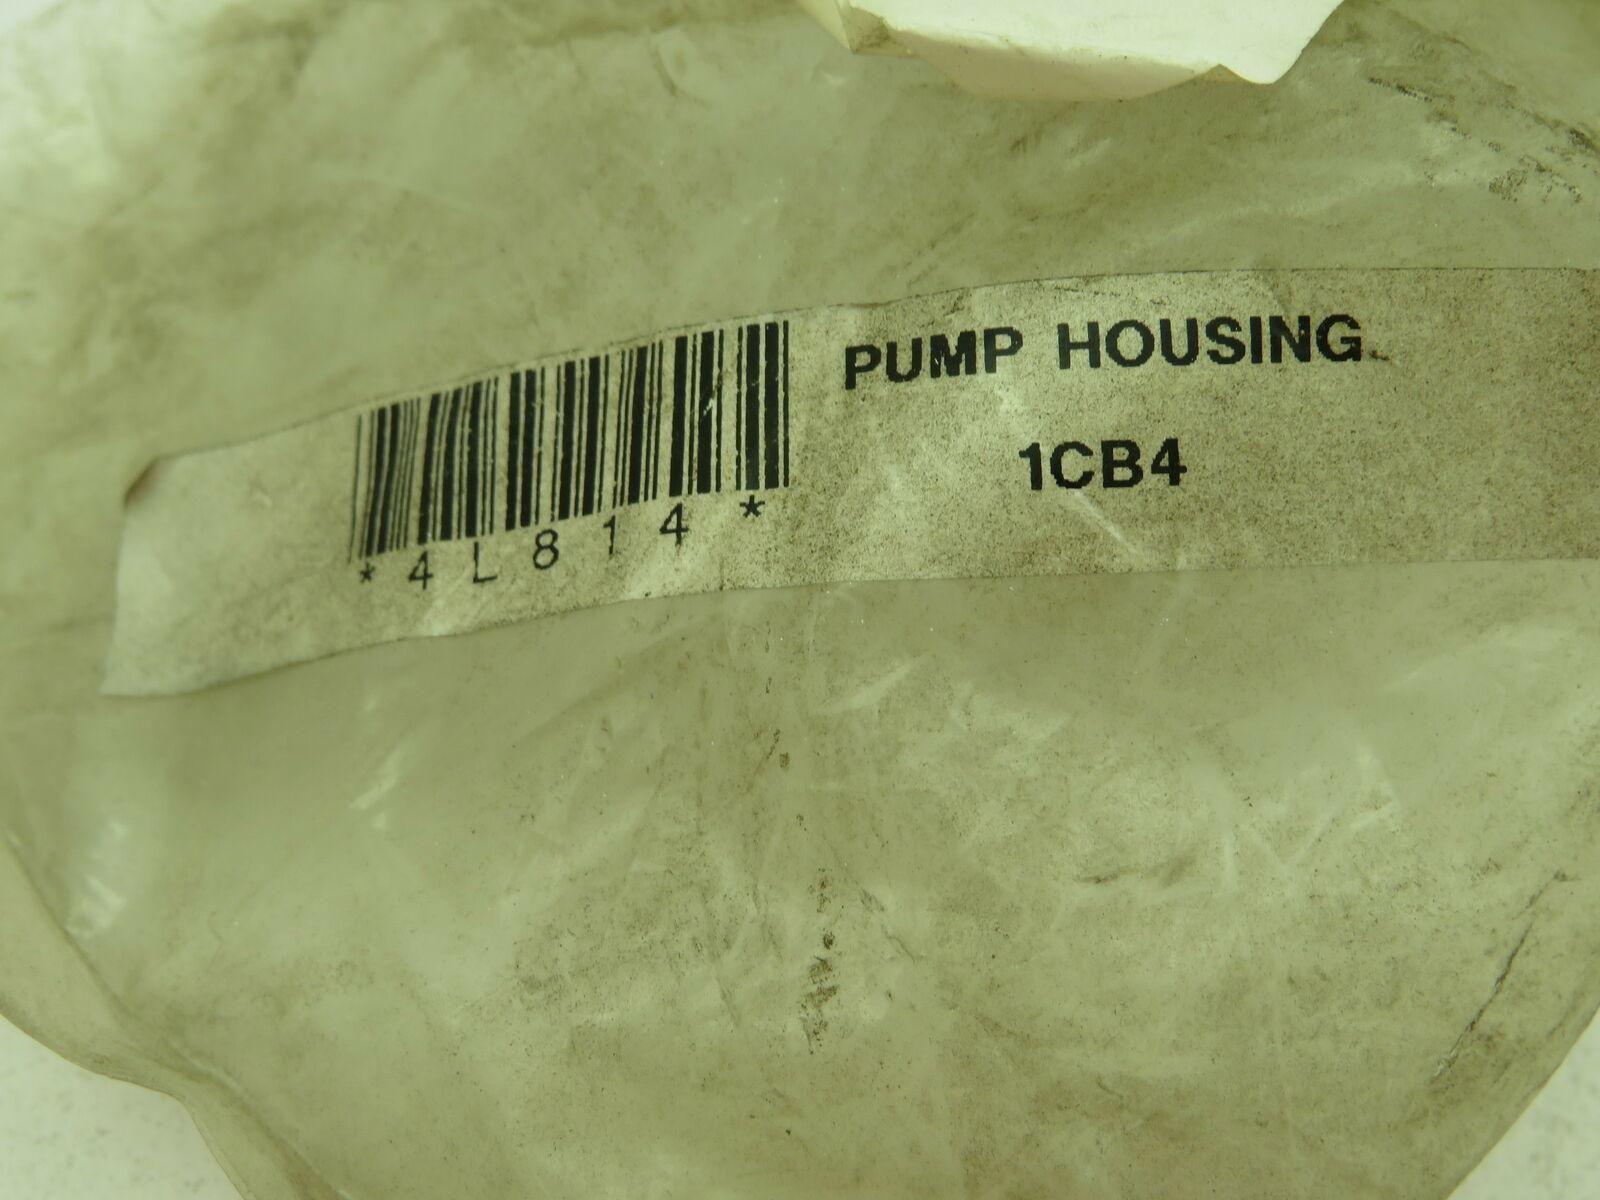 PUMP HOUSING
1CB4
*4L814*